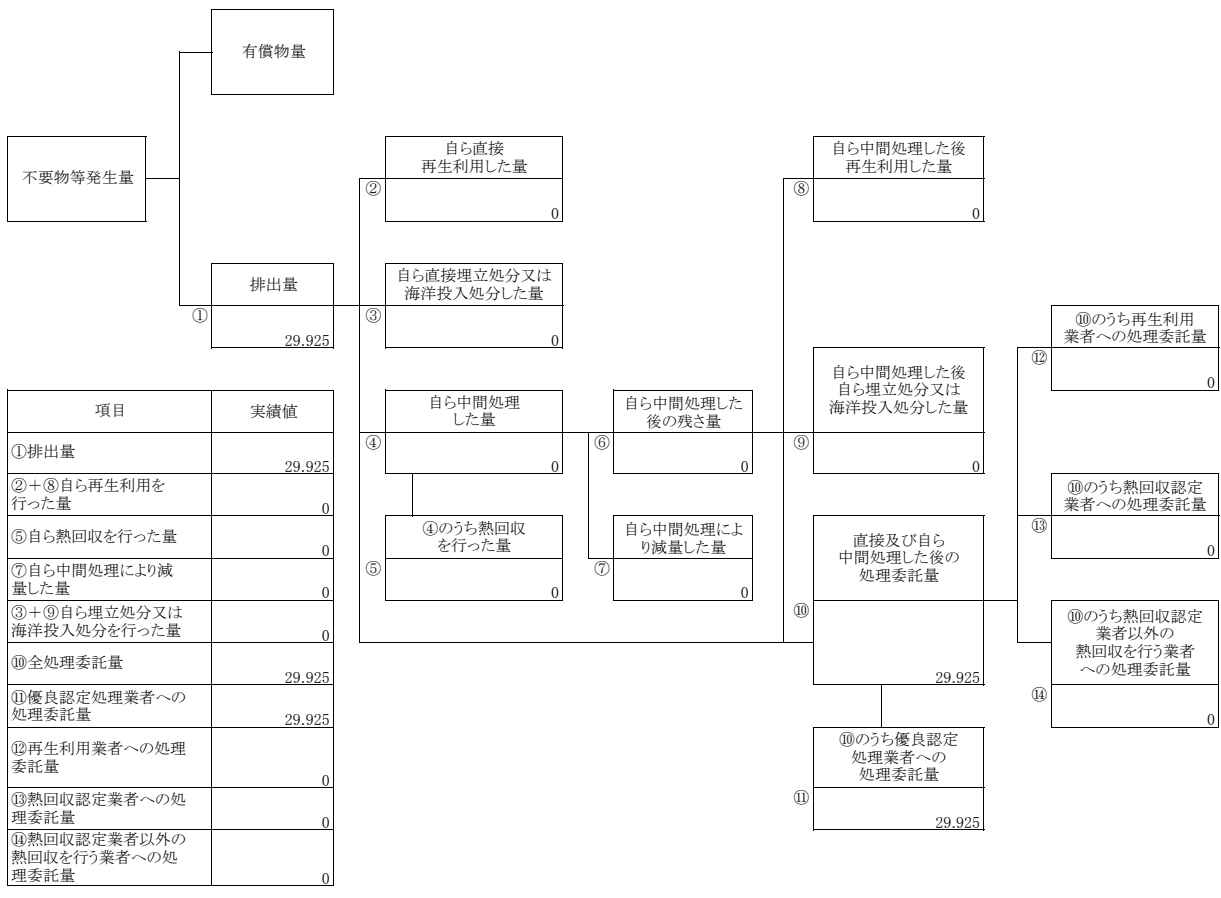 有償物量
不要物等発生量
自ら直接
再生利用した量
②
0
自ら中間処理した後
再生利用した量
⑧
0
排出量
①
29.925
自ら直接埋立処分又は
海洋投入処分した量
③
0
⑩のうち再生利用
業者への処理委託量
⑫
0
自ら中間処理
した量
④
0
自ら中間処理した
後の残さ量
⑥
0
自ら中間処理した後
自ら埋立処分又は
海洋投入処分した量
⑨
0
⑩のうち熱回収認定
業者への処理委託量
⑬
0
④のうち熱回収
を行った量
⑤
0
自ら中間処理によ
り減量した量
⑦
0
直接及び自ら
中間処理した後の
処理委託量
⑩
29.925
⑩のうち熱回収認定
業者以外の
熱回収を行う業者
への処理委託量
⑭
0
⑩のうち優良認定
処理業者への
処理委託量
⑪
29.925
項目 実績値
①排出量
29.925
②＋⑧自ら再生利用を
行った量
0
⑤自ら熱回収を行った量
0
⑦自ら中間処理により減
量した量
0
③＋⑨自ら埋立処分又は
海洋投入処分を行った量
0
⑩全処理委託量
29.925
⑪優良認定処理業者への
処理委託量
29.925
⑫再生利用業者への処理
委託量
0
⑬熱回収認定業者への処
理委託量
0
⑭熱回収認定業者以外の
熱回収を行う業者への処
理委託量
0